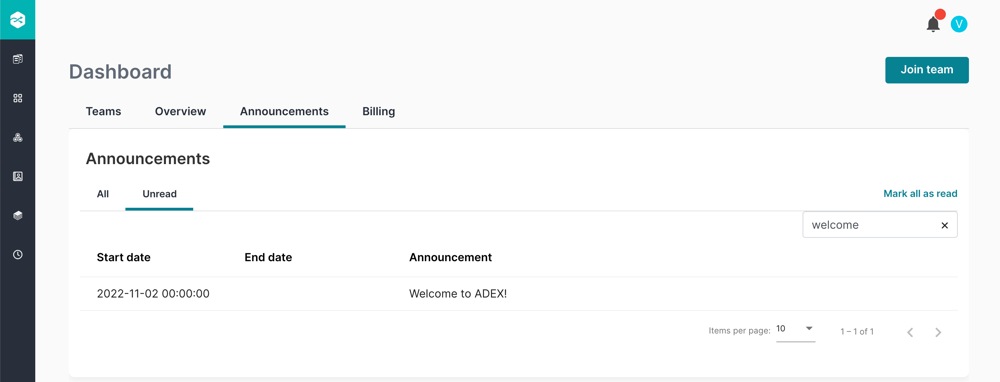 V
Dashboard
Join team
Teams Overview Announcements Billing
Announcements
All Unread Mark all as read
welcome
Start date End date Announcement
2022-11-02 00:00:00 Welcome to ADEX!
Items per page: 10 1 – 1 of 1